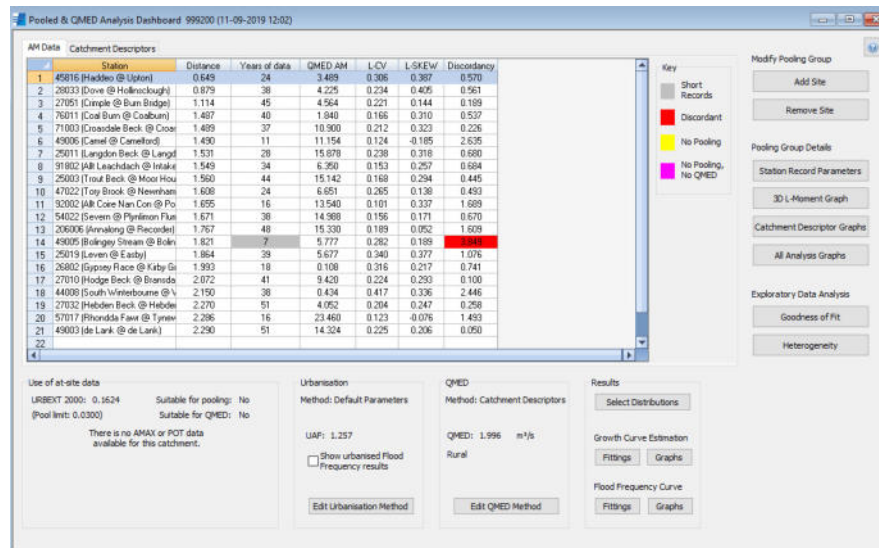 Pooled & QMED Analysis Dashboard 999200 (11-09-2019 12:02)
AM Data Catchment Descriptors
Station Distance Years of data QMED AM L-CV L-SKEW Discordancy
1 45816 (Haddeo @ Upton) 0.649 24 3.489 0.306 0.387 0.570
2 28033 (Dove @ Hollinsclough) 0.879 38 4.225 0.234 0.405 0.561
3 27051 (Crimple @ Burn Bridge) 1.114 45 4.564 0.221 0.144 0.189
4 76011 (Coal Burn @ Coalburn) 1.487 40 1.840 0.166 0.310 0.537
5 71003 (Croasdale Beck @ Croas 1.489 37 10.900 0.212 0.323 0.226
6 49006 (Camel @ Camelford) 1.490 11 11.154 0.124 -0.185 2.635
7 25011 (Langdon Beck @ Langd 1.531 28 15.878 0.238 0.318 0.680
8 91802 (Allt Leachdach @ Intake 1.549 34 6.350 0.153 0.257 0.684
9 25003 (Trout Beck @ Moor Hou 1.560 44 15.142 0.168 0.294 0.445
10 47022 (Tory Brook @ Newnham 1.608 24 6.651 0.265 0.138 0.493
11 92002 (Allt Coire Nan Con @ Po 1.655 16 13.540 0.101 0.337 1.689
12 54022 (Severn @ Plynlimon Flum 1.671 38 14.988 0.156 0.171 0.670
13 206006 (Annalong @ Recorder) 1.767 48 15.330 0.189 0.052 1.609
14 49005 (Bolingey Stream @ Bolin 1.821 7 5.777 0.282 0.189 3.049
15 25019 (Leven @ Easby) 1.864 39 5.677 0.340 0.377 1.076
16 26802 (Gypsey Race @ Kirby Gr 1.993 18 0.108 0.316 0.217 0.741
17 27010 (Hodge Beck @ Bransda 2.072 41 9.420 0.224 0.293 0.100
18 44008 (South Winterbourne @ W 2.150 38 0.434 0.417 0.336 2.446
19 27032 (Hebden Beck @ Hebden 2.270 51 4.052 0.204 0.247 0.258
20 57017 (Rhondda Fawr @ Tynew 2.286 16 23.460 0.123 -0.076 1.493
21 49003 (de Lank @ de Lank) 2.290 51 14.324 0.225 0.206 0.050
22
Key
Short
Records
Discordant
No Pooling
No Pooling,
No QMED
Modify Pooling Group
Add Site
Remove Site
Pooling Group Details
Station Record Parameters
3D L-Moment Graph
Catchment Descriptor Graphs
All Analysis Graphs
Exploratory Data Analysis
Goodness of Fit
Heterogeneity
Use of at-site data
URBEXT 2000: 0.1624 Suitable for pooling: No
(Pool limit: 0.0300) Suitable for QMED: No
There is no AMAX or POT data
available for this catchment.
Urbanisation
Method: Default Parameters
UAF: 1.257
Show urbanised Flood
Frequency results
Edit Urbanisation Method
QMED
Method: Catchment Descriptors
QMED: 1.996 m³/s
Rural
Edit QMED Method
Results
Select Distributions
Growth Curve Estimation
Fittings Graphs
Flood Frequency Curve
Fittings Graphs